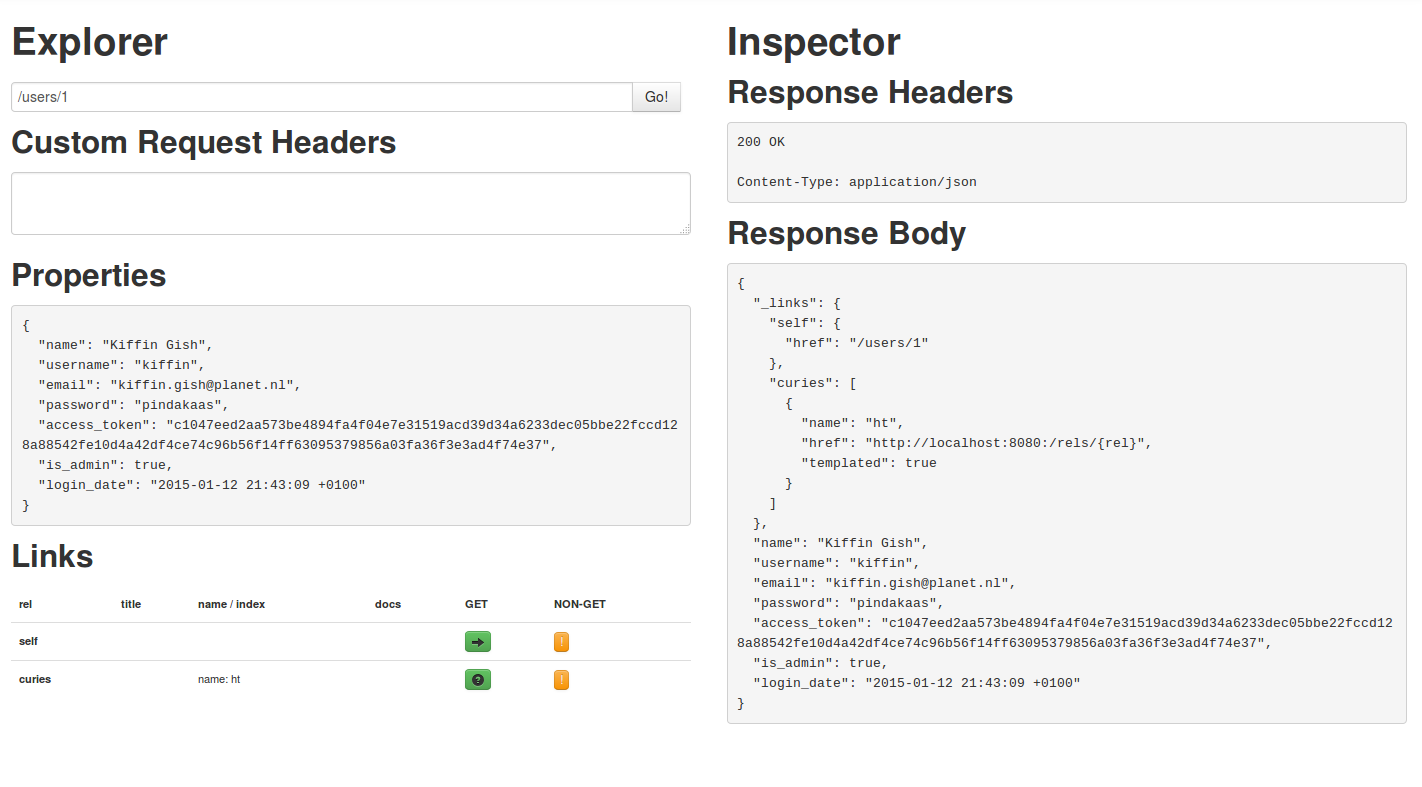 Explorer
/users/1 Go!
Custom Request Headers
Properties
{
  "name": "Kiffin Gish",
  "username": "kiffin",
  "email": "kiffin.gish@planet.nl",
  "password": "pindakaas",
  "access_token": "c1047eed2aa573be4894fa4f04e7e31519acd39d34a6233dec05bbe22fccd12
8a88542fe10d4a42df4ce74c96b56f14ff63095379856a03fa36f3e3ad4f74e37",
  "is_admin": true,
  "login_date": "2015-01-12 21:43:09 +0100"
}
Links
rel title name / index docs GET NON-GET
self !
curies name: ht ? !
Inspector
Response Headers
200 OK
Content-Type: application/json
Response Body
{
  "_links": {
    "self": {
      "href": "/users/1"
    },
    "curies": [
      {
        "name": "ht",
        "href": "http://localhost:8080:/rels/{rel}",
        "templated": true
      }
    ]
  },
  "name": "Kiffin Gish",
  "username": "kiffin",
  "email": "kiffin.gish@planet.nl",
  "password": "pindakaas",
  "access_token": "c1047eed2aa573be4894fa4f04e7e31519acd39d34a6233dec05bbe22fccd12
8a88542fe10d4a42df4ce74c96b56f14ff63095379856a03fa36f3e3ad4f74e37",
  "is_admin": true,
  "login_date": "2015-01-12 21:43:09 +0100"
}